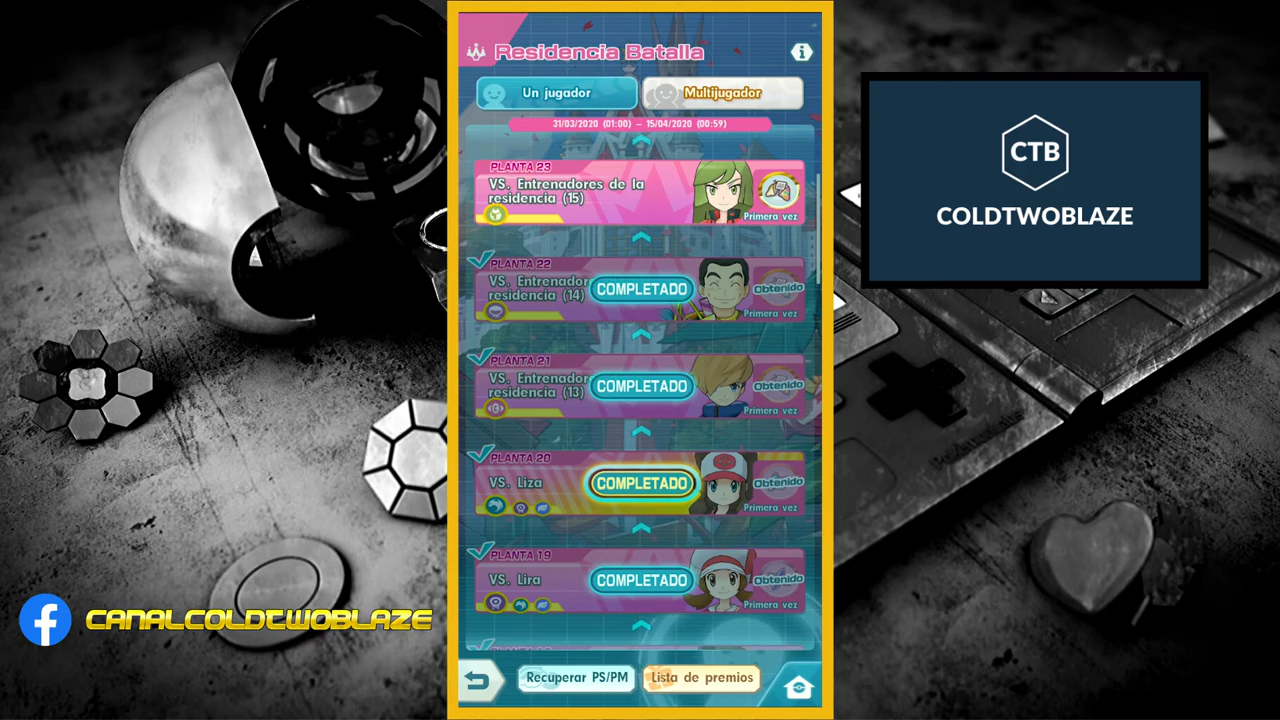 Residencia Batalla
Un jugador
Multijugador
31/03/2020 (01:00) – 15/04/2020 (00:59)
PLANTA 23
VS. Entrenadores de la
residencia (15)
Primera vez
PLANTA 22
VS. Entrenador
residencia (14)
COMPLETADO
Obtenido
Primera vez
PLANTA 21
VS. Entrenador
residencia (13)
COMPLETADO
Obtenido
Primera vez
PLANTA 20
VS. Liza
COMPLETADO
Obtenido
Primera vez
PLANTA 19
VS. Lira
COMPLETADO
Obtenido
Primera vez
Recuperar PS/PM
Lista de premios
CTB
COLDTWOBLAZE
f CANALCOLDTWOBLAZE